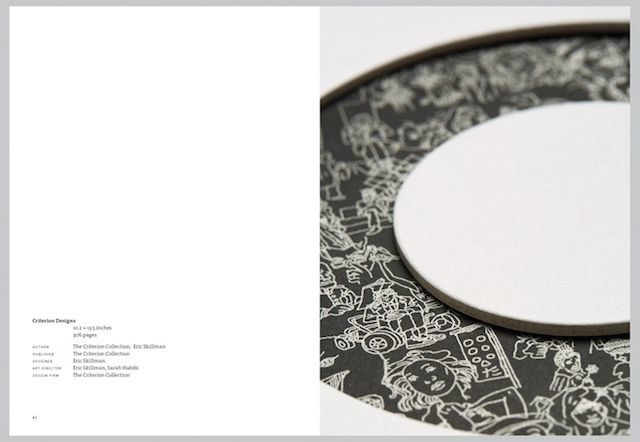 Criterion Designs
10.2 × 13.5 inches
306 pages
AUTHOR The Criterion Collection, Eric Skillman
PUBLISHER The Criterion Collection
DESIGNER Eric Skillman
ART DIRECTOR Eric Skillman, Sarah Habibi
DESIGN FIRM The Criterion Collection
42